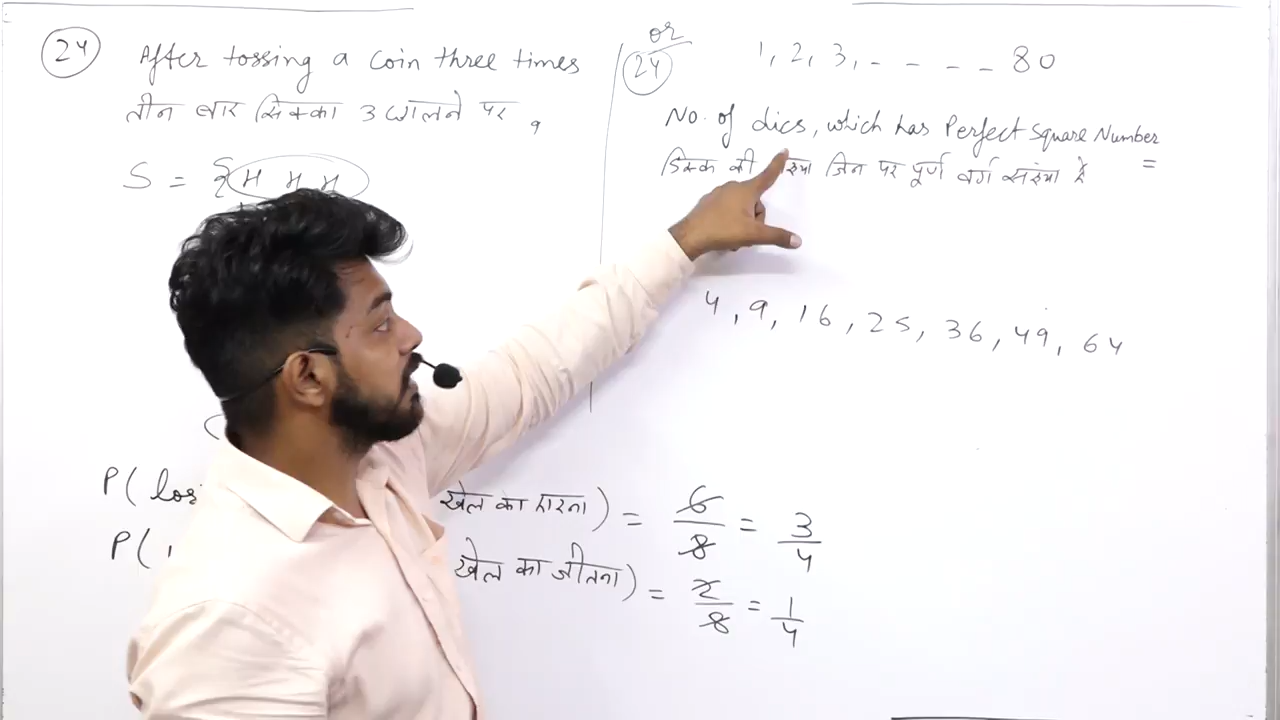 24 After tossing a coin three times
तीन बार सिक्का उछालने पर,
S = {H H H
P( los
खेल का हारना) = 6/8 = 3/4
P(
खेल का जीतना) = 2/8 = 1/4
or
24 1, 2, 3, - - - - 80
No. of dics, which has Perfect Square Number
डिस्क की जिन पर पूर्ण वर्ग संख्या है =
4, 9, 16, 25, 36, 49, 64